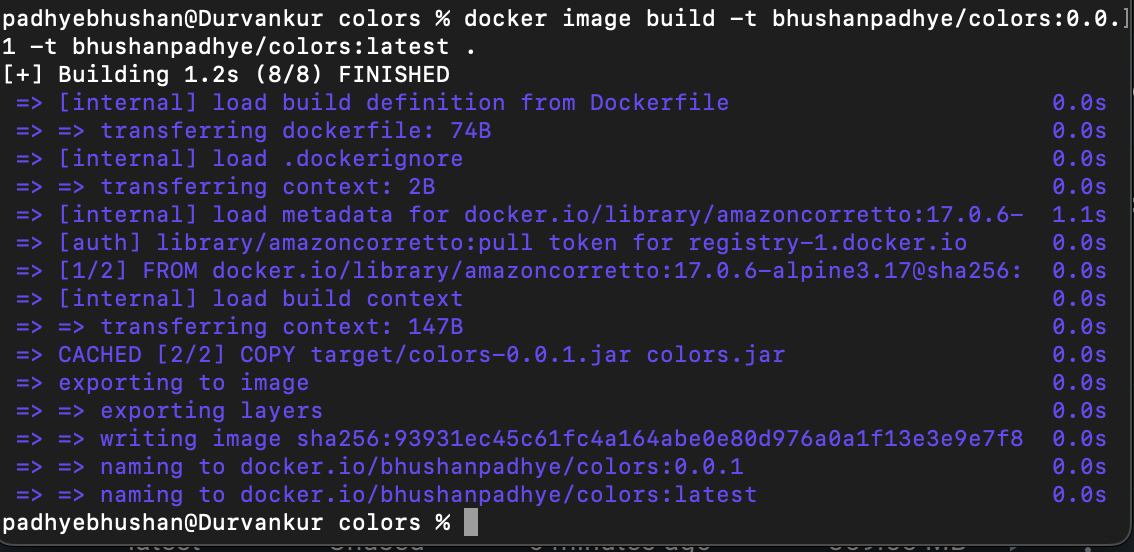 padhyebhushan@Durvankur colors % docker image build -t bhushanpadhye/colors:0.0.
1 -t bhushanpadhye/colors:latest .
[+] Building 1.2s (8/8) FINISHED
=> [internal] load build definition from Dockerfile 0.0s
=> => transferring dockerfile: 74B 0.0s
=> [internal] load .dockerignore 0.0s
=> => transferring context: 2B 0.0s
=> [internal] load metadata for docker.io/library/amazoncorretto:17.0.6- 1.1s
=> [auth] library/amazoncorretto:pull token for registry-1.docker.io 0.0s
=> [1/2] FROM docker.io/library/amazoncorretto:17.0.6-alpine3.17@sha256: 0.0s
=> [internal] load build context 0.0s
=> => transferring context: 147B 0.0s
=> CACHED [2/2] COPY target/colors-0.0.1.jar colors.jar 0.0s
=> exporting to image 0.0s
=> => exporting layers 0.0s
=> => writing image sha256:93931ec45c61fc4a164abe0e80d976a0a1f13e3e9e7f8 0.0s
=> => naming to docker.io/bhushanpadhye/colors:0.0.1 0.0s
=> => naming to docker.io/bhushanpadhye/colors:latest 0.0s
padhyebhushan@Durvankur colors %